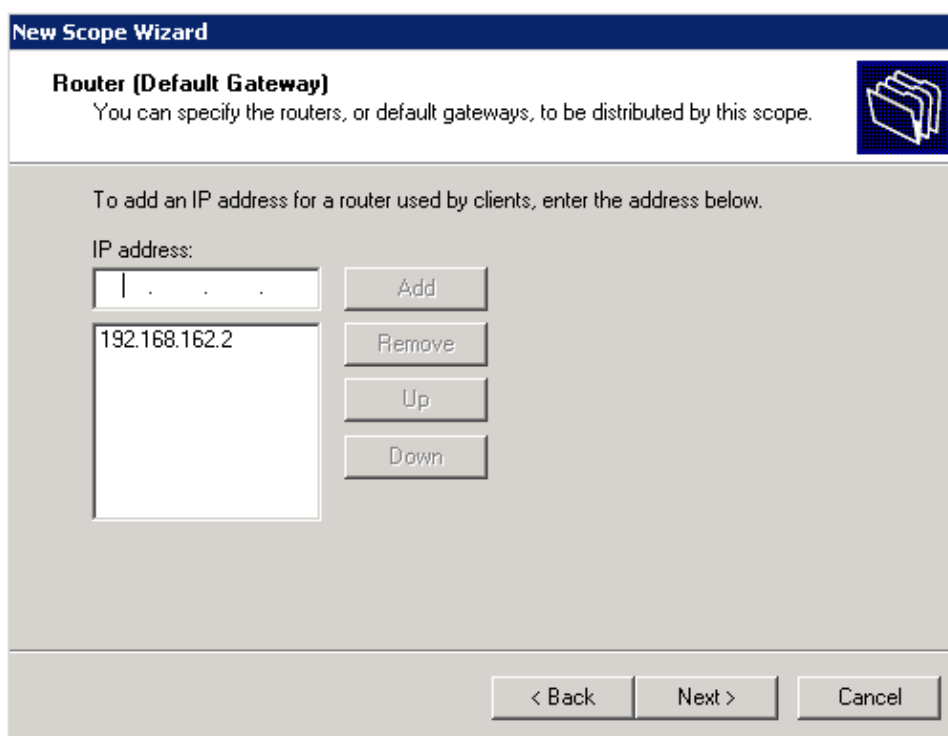 New Scope Wizard
Router (Default Gateway)
You can specify the routers, or default gateways, to be distributed by this scope.
To add an IP address for a router used by clients, enter the address below.
IP address:
. . .
Add
192.168.162.2
Remove
Up
Down
< Back
Next >
Cancel